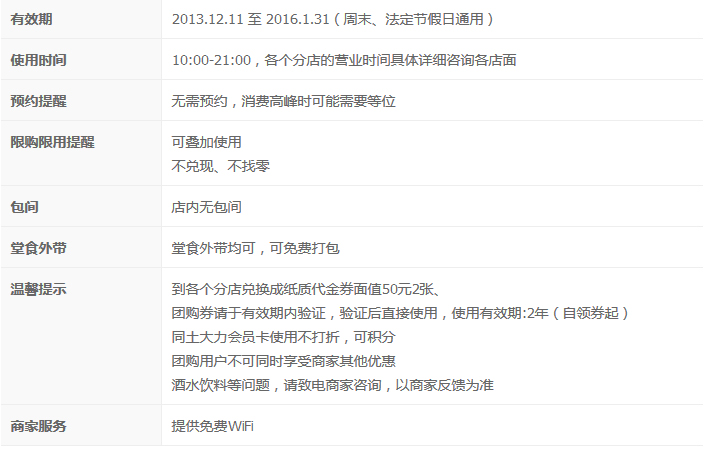 有效期
2013.12.11 至 2016.1.31（周末、法定节假日通用）
使用时间
10:00-21:00，各个分店的营业时间具体详细咨询各店面
预约提醒
无需预约，消费高峰时可能需要等位
限购限用提醒
可叠加使用
不兑现、不找零
包间
店内无包间
堂食外带
堂食外带均可，可免费打包
温馨提示
到各个分店兑换成纸质代金券面值50元2张、
团购券请于有效期内验证，验证后直接使用，使用有效期:2年（自领券起）
同土大力会员卡使用不打折，可积分
团购用户不可同时享受商家其他优惠
酒水饮料等问题，请致电商家咨询，以商家反馈为准
商家服务
提供免费WiFi